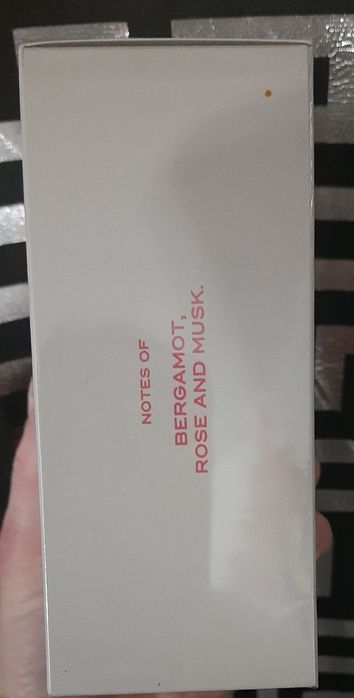 NOTES OF
BERGAMOT,
ROSE AND MUSK.